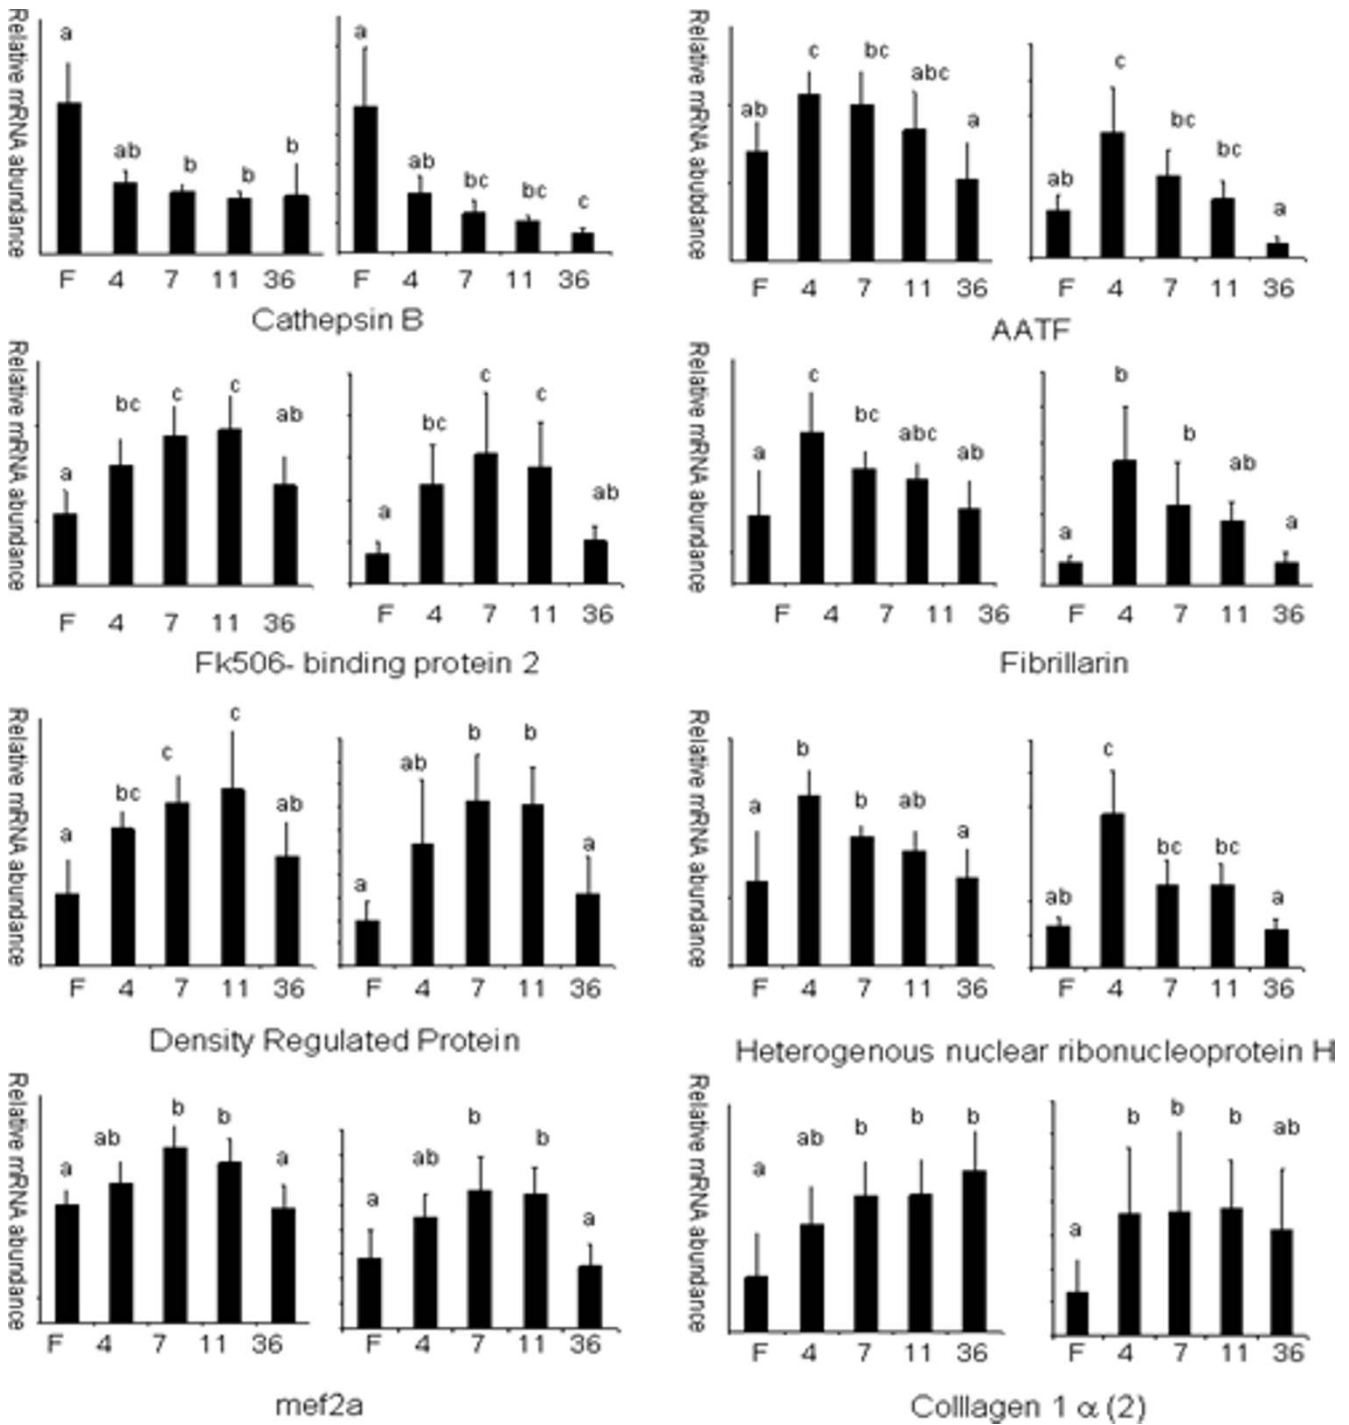 Relative mRNA abundance
a
ab
b
b
b
F 4 7 11 36
a
ab
bc
bc
c
F 4 7 11 36
Cathepsin B
Relative mRNA abubdance
ab
c
bc
abc
a
F 4 7 11 36
ab
c
bc
bc
a
F 4 7 11 36
AATF
Relative mRNA abundance
a
bc
c
c
ab
F 4 7 11 36
a
bc
c
c
ab
F 4 7 11 36
Fk506- binding protein 2
Relative mRNA abundance
a
c
bc
abc
ab
F 4 7 11 36
a
b
b
ab
a
F 4 7 11 36
Fibrillarin
Relative mRNA abundance
a
bc
c
c
ab
F 4 7 11 36
a
ab
b
b
a
F 4 7 11 36
Density Regulated Protein
Relative mRNA abundance
a
b
b
ab
a
F 4 7 11 36
ab
c
bc
bc
a
F 4 7 11 36
Heterogenous nuclear ribonucleoprotein H
Relative mRNA abundance
a
ab
b
b
a
F 4 7 11 36
a
ab
b
b
a
F 4 7 11 36
mef2a
Relative mRNA abundance
a
ab
b
b
b
F 4 7 11 36
a
b
b
b
ab
F 4 7 11 36
Colllagen 1 α (2)